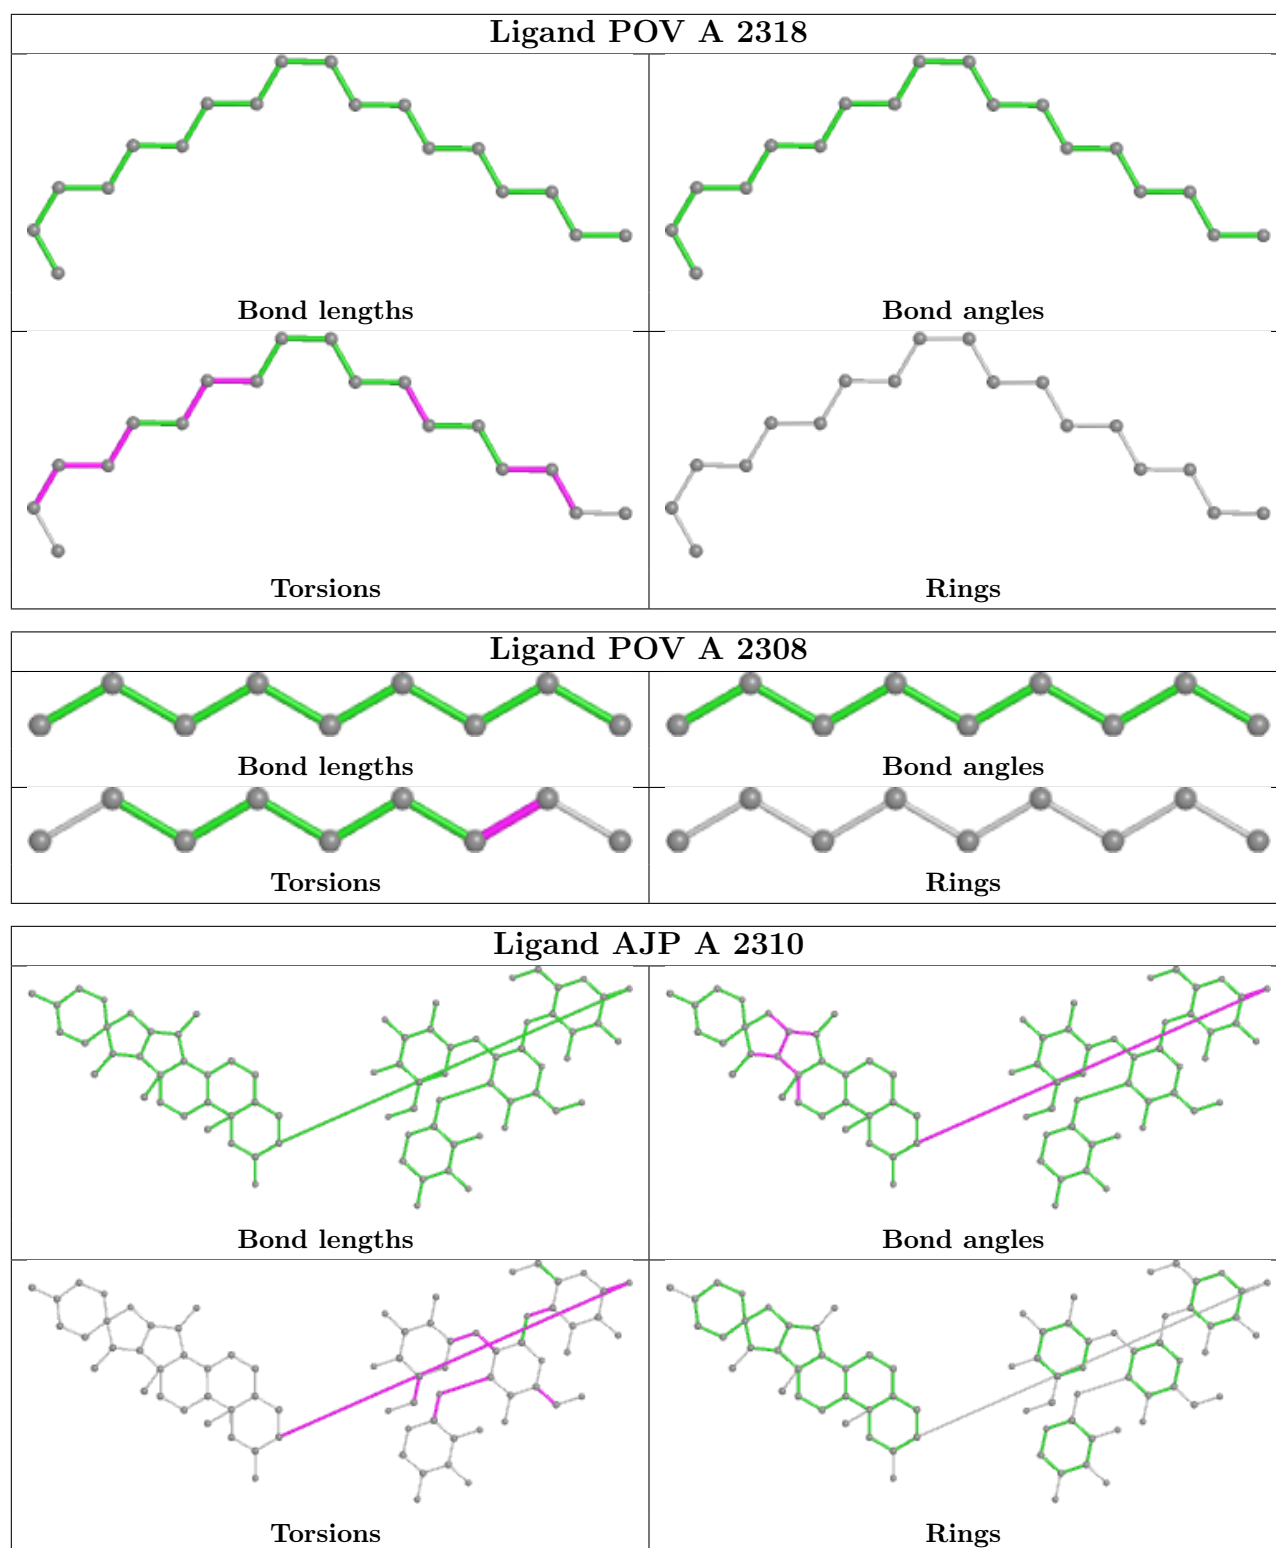 Ligand POV A 2318
Bond lengths
Bond angles
Torsions
Rings
Ligand POV A 2308
Bond lengths
Bond angles
Torsions
Rings
Ligand AJP A 2310
Bond lengths
Bond angles
Torsions
Rings